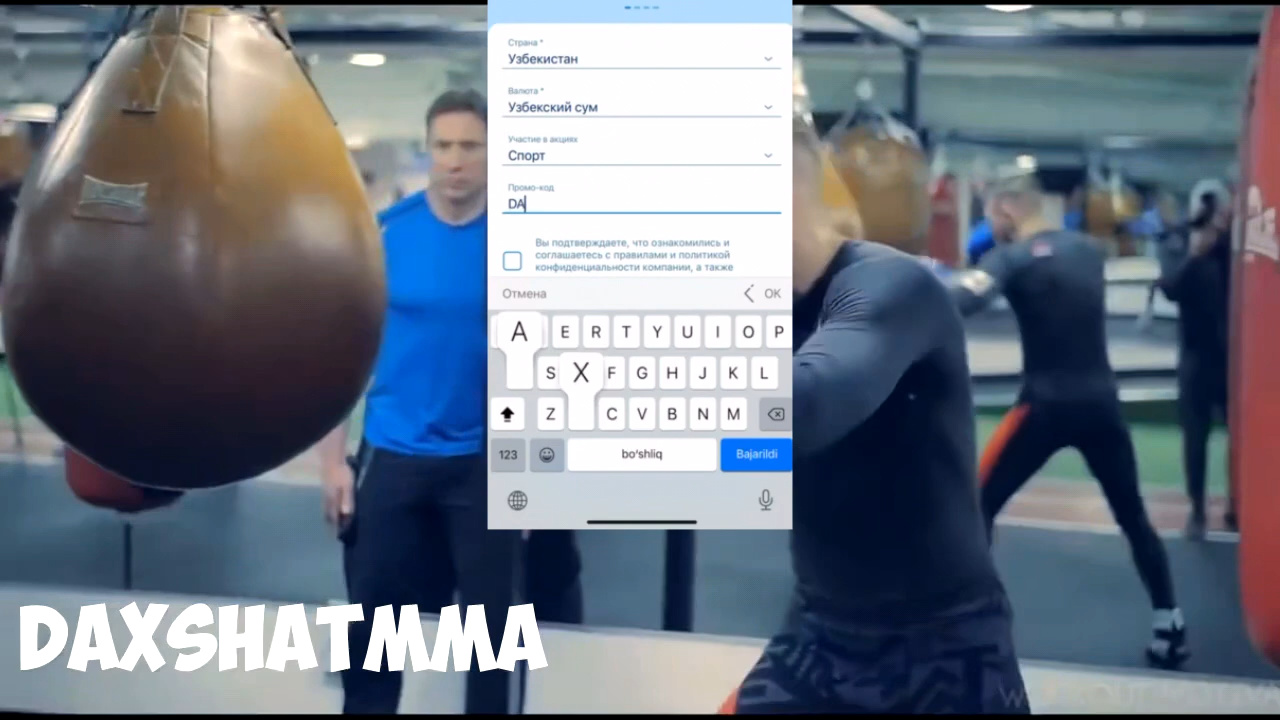 Страна *
Узбекистан
Валюта *
Узбекский сум
Участие в акциях
Спорт
Промо-код
DA
Вы подтверждаете, что ознакомились и
соглашаетесь с правилами и политикой
конфиденциальности компании, а также
Отмена
OK
A E R T Y U I O P
S X F G H J K L
Z C V B N M
123 bo'shliq Bajarildi
DAXSHATMMA